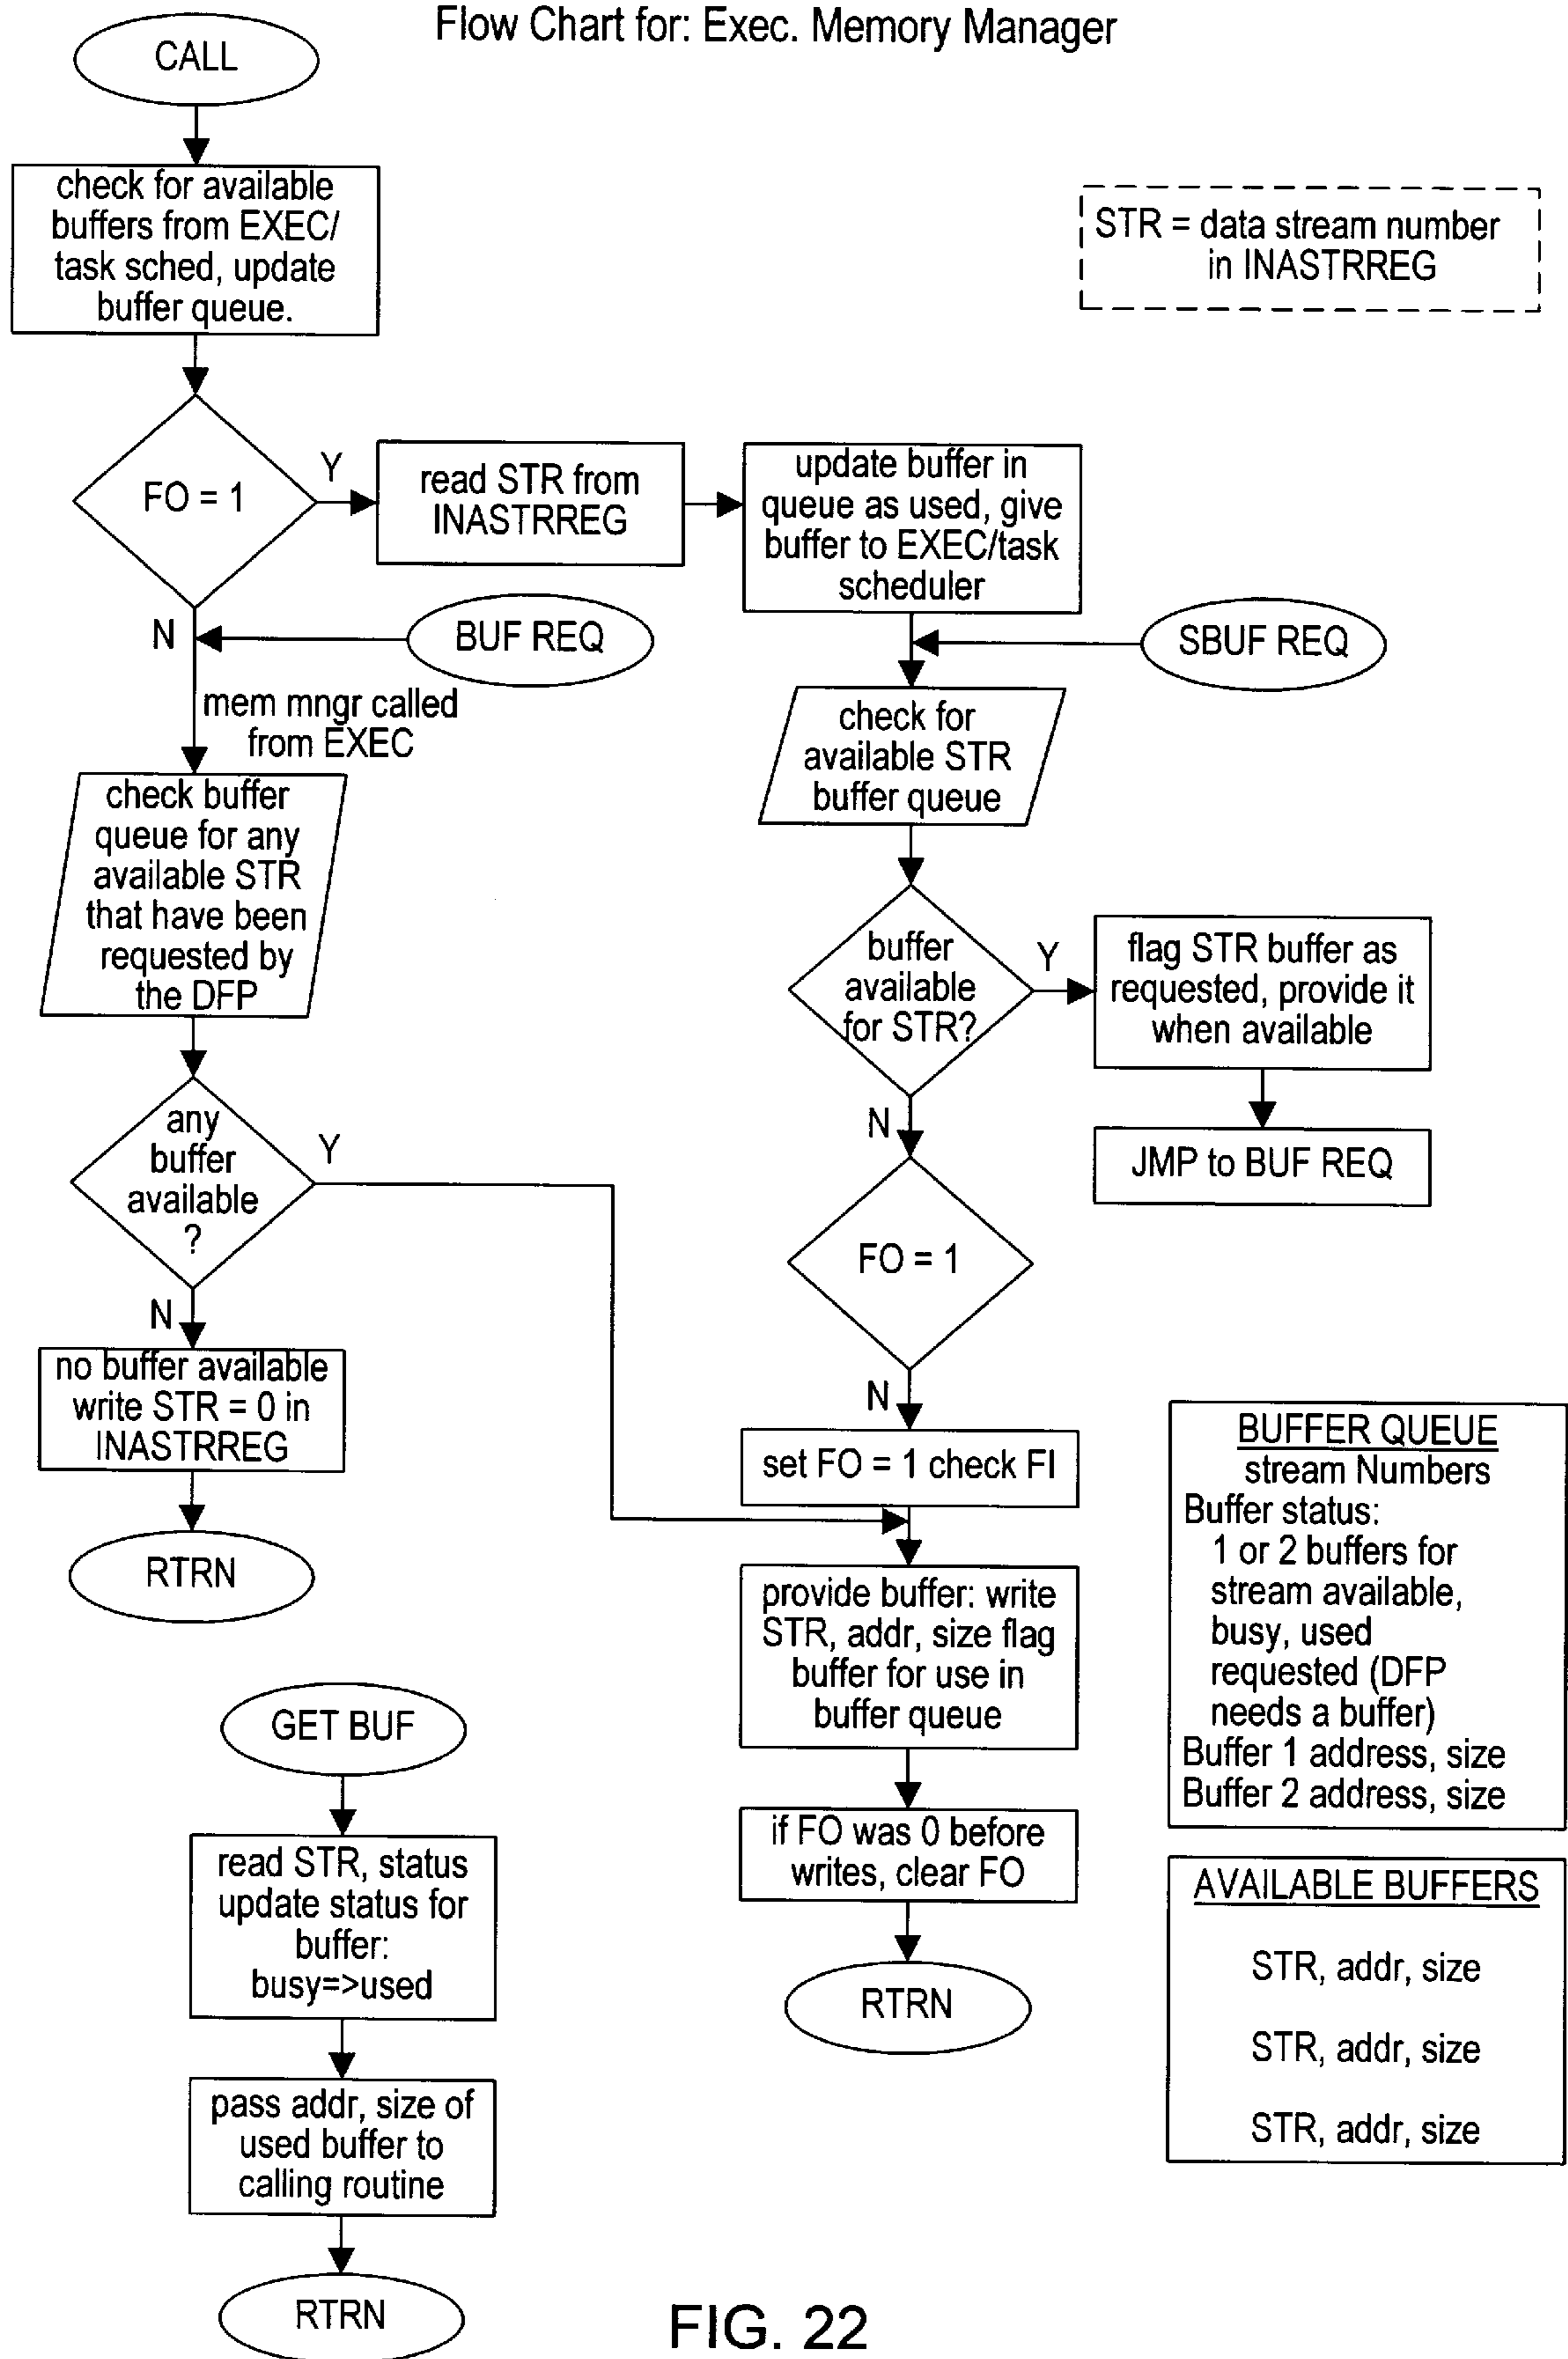 Flow Chart for: Exec. Memory Manager
CALL
check for available
buffers from EXEC/
task sched, update
buffer queue.
STR = data stream number
in INASTRREG
FO = 1
Y
read STR from
INASTRREG
update buffer in
queue as used, give
buffer to EXEC/task
scheduler
N
BUF REQ
SBUF REQ
mem mngr called
from EXEC
check buffer
queue for any
available STR
that have been
requested by
the DFP
check for
available STR
buffer queue
buffer
available
for STR?
Y
flag STR buffer as
requested, provide it
when available
N
JMP to BUF REQ
any
buffer
available
?
Y
N
FO = 1
N
no buffer available
write STR = 0 in
INASTRREG
RTRN
set FO = 1 check FI
provide buffer: write
STR, addr, size flag
buffer for use in
buffer queue
if FO was 0 before
writes, clear FO
RTRN
BUFFER QUEUE
stream Numbers
Buffer status:
1 or 2 buffers for
stream available,
busy, used
requested (DFP
needs a buffer)
Buffer 1 address, size
Buffer 2 address, size
AVAILABLE BUFFERS
STR, addr, size
STR, addr, size
STR, addr, size
GET BUF
read STR, status
update status for
buffer:
busy=>used
pass addr, size of
used buffer to
calling routine
RTRN
FIG. 22